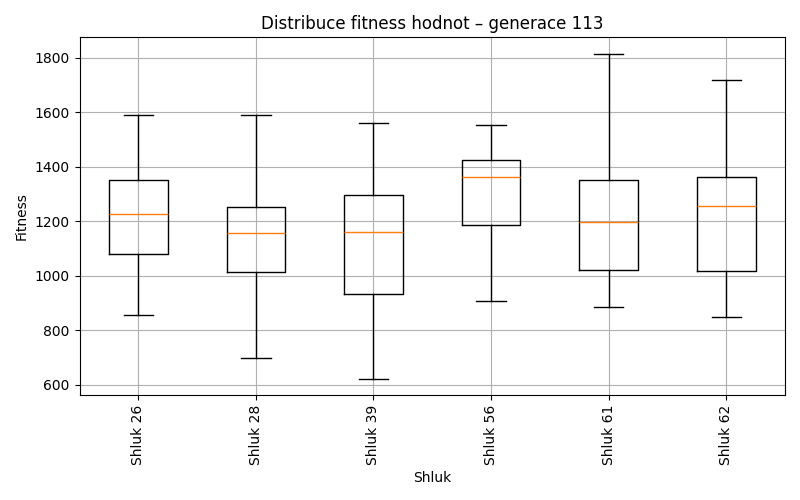 Distribuce fitness hodnot – generace 113
Fitness
1800
1600
1400
1200
1000
800
600
Shluk 26
Shluk 28
Shluk 39
Shluk 56
Shluk 61
Shluk 62
Shluk